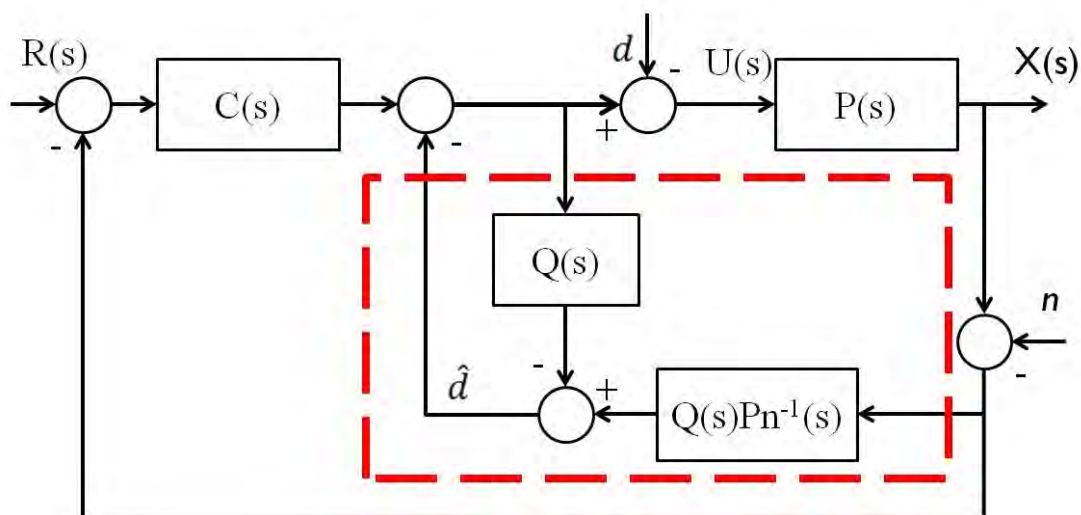 R(s)
C(s)
-
-
d
-
+
U(s)
P(s)
X(s)
Q(s)
n
-
-
d̂
+
Q(s)Pn⁻¹(s)